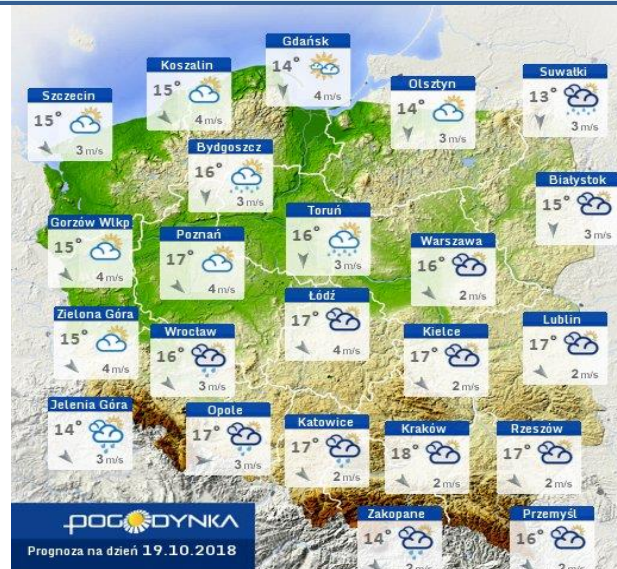 Gdańsk
14°
4 m/s
Koszalin
15°
4 m/s
Suwałki
13°
3 m/s
Olsztyn
14°
3 m/s
Szczecin
15°
3 m/s
Bydgoszcz
16°
3 m/s
Białystok
15°
3 m/s
Toruń
16°
3 m/s
Gorzów Wlkp
15°
4 m/s
Poznań
17°
4 m/s
Warszawa
16°
2 m/s
Łódź
17°
4 m/s
Zielona Góra
15°
4 m/s
Wrocław
16°
3 m/s
Kielce
17°
2 m/s
Lublin
17°
2 m/s
Jelenia Góra
14°
3 m/s
Opole
17°
3 m/s
Katowice
17°
2 m/s
Kraków
18°
2 m/s
Rzeszów
17°
2 m/s
Zakopane
14°
2 m/s
Przemyśl
16°
2 m/s
POGODYNKA
Prognoza na dzień 19.10.2018